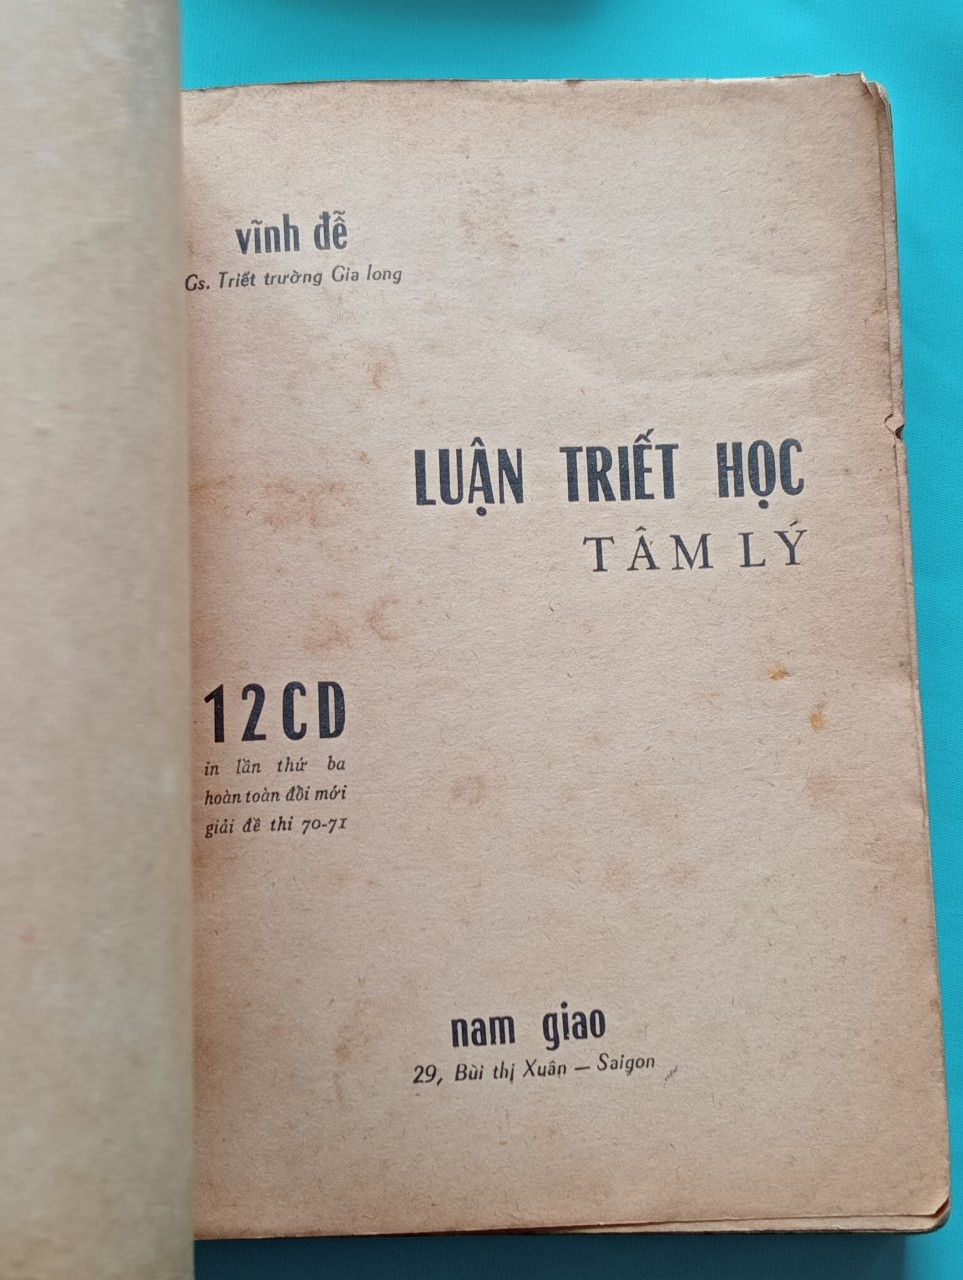 vĩnh đễ
Gs. Triết trường Gia long
LUẬN TRIẾT HỌC
TÂM LÝ
12CD
in lần thứ ba
hoàn toàn đổi mới
giải đề thi 70-71
nam giao
29, Bùi thị Xuân — Saigon